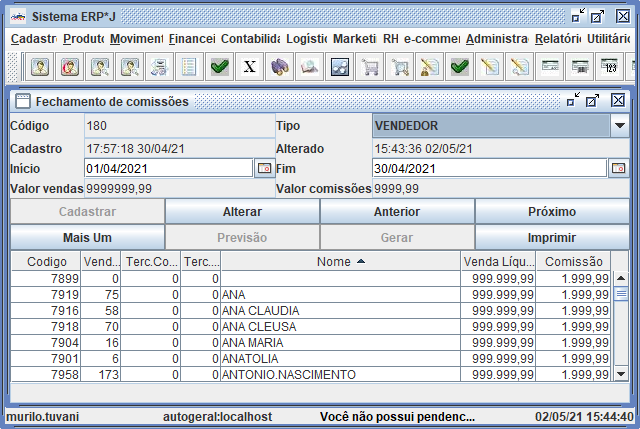 Sistema ERP*J
Cadastro Produto Moviment Financei Contabilida Logístic Marketi RH e-commer Administra Relatóri Utilitário
X
123
Fechamento de comissões
Código 180 Tipo VENDEDOR
Cadastro 17:57:18 30/04/21 Alterado 15:43:36 02/05/21
Início 01/04/2021 Fim 30/04/2021
Valor vendas 9999999,99 Valor comissões 9999,99
Cadastrar Alterar Anterior Próximo
Mais Um Previsão Gerar Imprimir
Codigo Vend... Terc.Co... Terc.... Nome Venda Líqu... Comissão
7899 0 0 0 999.999,99 1.999,99
7919 75 0 0 ANA 999.999,99 1.999,99
7916 58 0 0 ANA CLAUDIA 999.999,99 1.999,99
7918 70 0 0 ANA CLEUSA 999.999,99 1.999,99
7904 16 0 0 ANA MARIA 999.999,99 1.999,99
7901 6 0 0 ANATOLIA 999.999,99 1.999,99
7958 173 0 0 ANTONIO.NASCIMENTO 999.999,99 1.999,99
murilo.tuvani autogeral:localhost Você não possui pendenc... 02/05/21 15:44:40